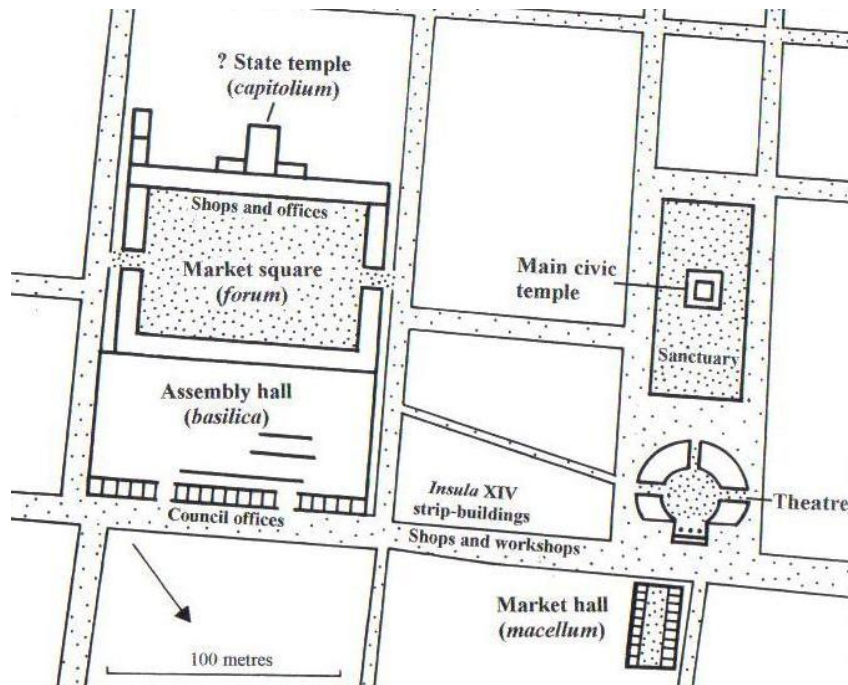 ? State temple
(capitolium)
Shops and offices
Market square
(forum)
Main civic
temple
Sanctuary
Assembly hall
(basilica)
Insula XIV
strip-buildings
Theatre
Council offices
Shops and workshops
Market hall
(macellum)
100 metres